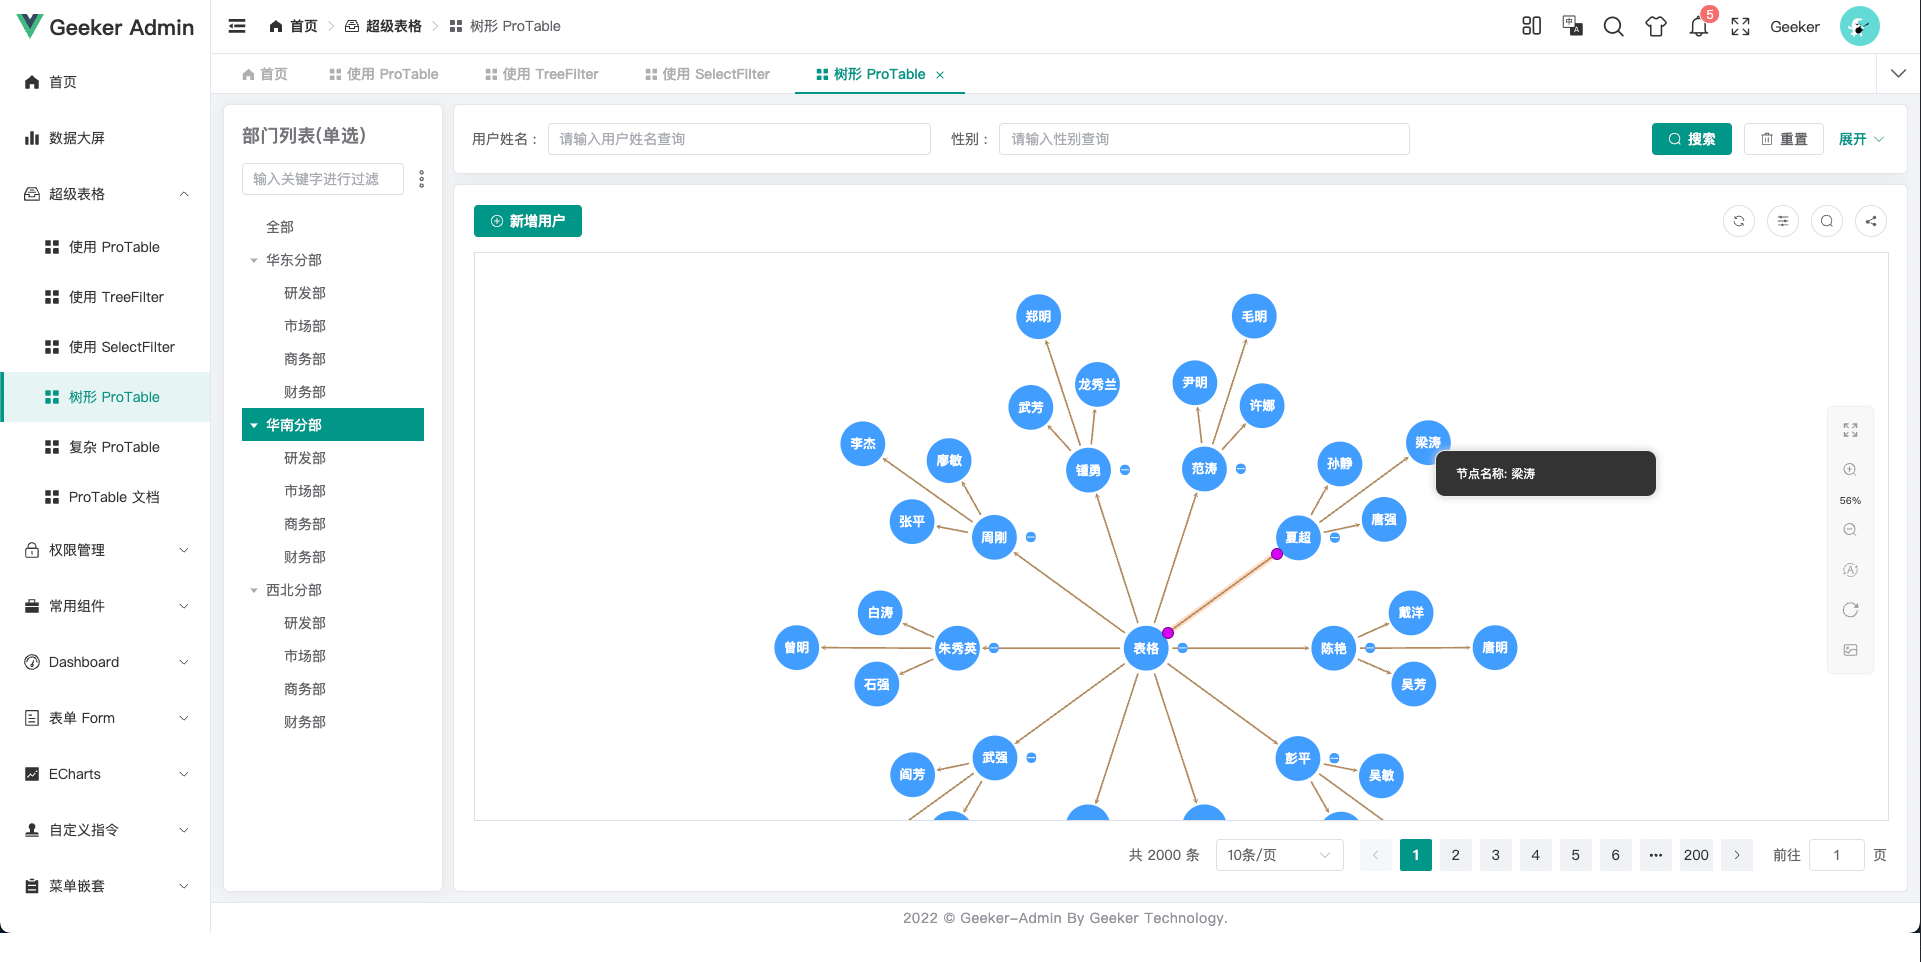 Geeker Admin
首页
超级表格
树形 ProTable
5
Geeker
首页
使用 ProTable
使用 TreeFilter
使用 SelectFilter
树形 ProTable
首页
数据大屏
超级表格
使用 ProTable
使用 TreeFilter
使用 SelectFilter
树形 ProTable
复杂 ProTable
ProTable 文档
权限管理
常用组件
Dashboard
表单 Form
ECharts
自定义指令
菜单嵌套
部门列表(单选)
输入关键字进行过滤
全部
华东分部
研发部
市场部
商务部
财务部
华南分部
研发部
市场部
商务部
财务部
西北分部
研发部
市场部
商务部
财务部
用户姓名 :
请输入用户姓名查询
性别 :
请输入性别查询
搜索
重置
展开
新增用户
郑明
毛明
龙秀兰
尹明
武芳
许娜
李杰
梁涛
廖敏
孙静
锺勇
范涛
节点名称: 梁涛
张平
唐强
周刚
夏超
56%
白涛
戴洋
曾明
朱秀英
表格
陈艳
唐明
石强
吴芳
武强
彭平
阎芳
吴敏
共 2000 条
10条/页
1
2
3
4
5
6
•••
200
前往
1
页
2022 © Geeker-Admin By Geeker Technology.